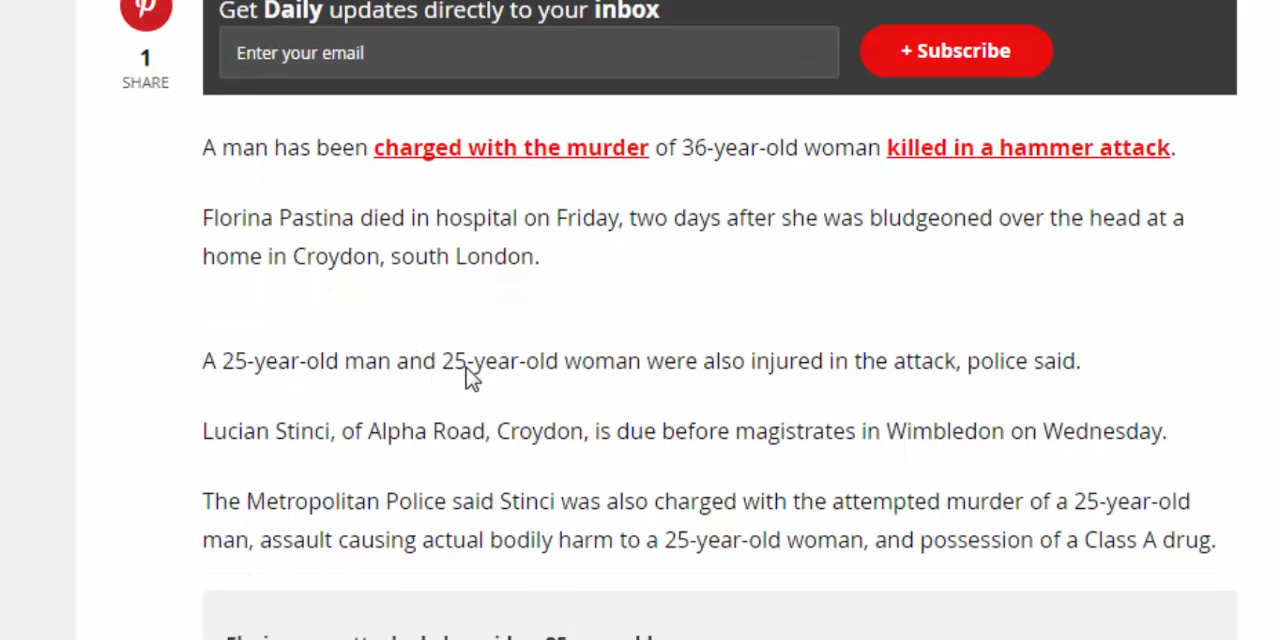 Get Daily updates directly to your inbox
Enter your email
+ Subscribe
1
SHARE
A man has been charged with the murder of 36-year-old woman killed in a hammer attack.
Florina Pastina died in hospital on Friday, two days after she was bludgeoned over the head at a
home in Croydon, south London.
A 25-year-old man and 25-year-old woman were also injured in the attack, police said.
Lucian Stinci, of Alpha Road, Croydon, is due before magistrates in Wimbledon on Wednesday.
The Metropolitan Police said Stinci was also charged with the attempted murder of a 25-year-old
man, assault causing actual bodily harm to a 25-year-old woman, and possession of a Class A drug.